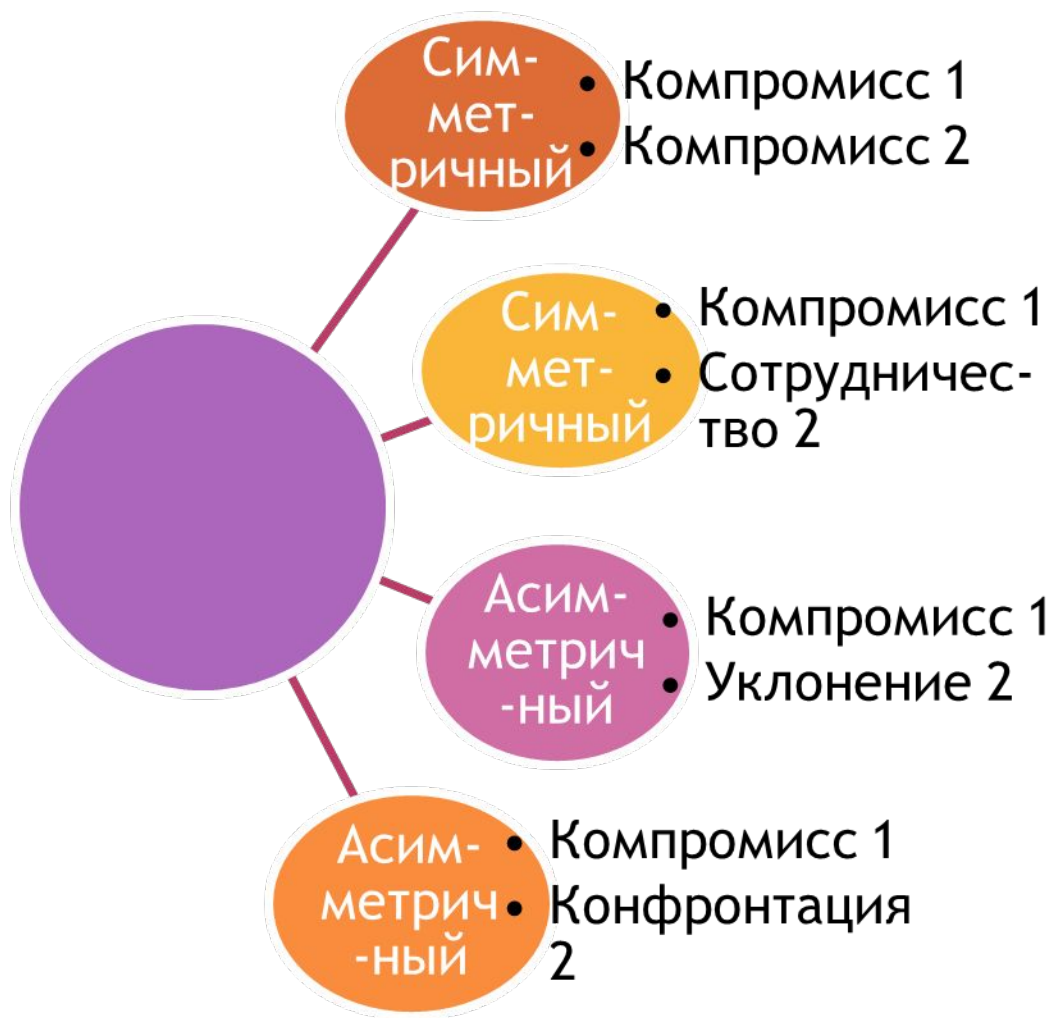 Сим-
мет-
ричный
• Компромисс 1
• Компромисс 2
Сим-
мет-
ричный
• Компромисс 1
• Сотрудничес-
тво 2
Асим-
метрич
-ный
• Компромисс 1
• Уклонение 2
Асим-
метрич
-ный
• Компромисс 1
• Конфронтация
2